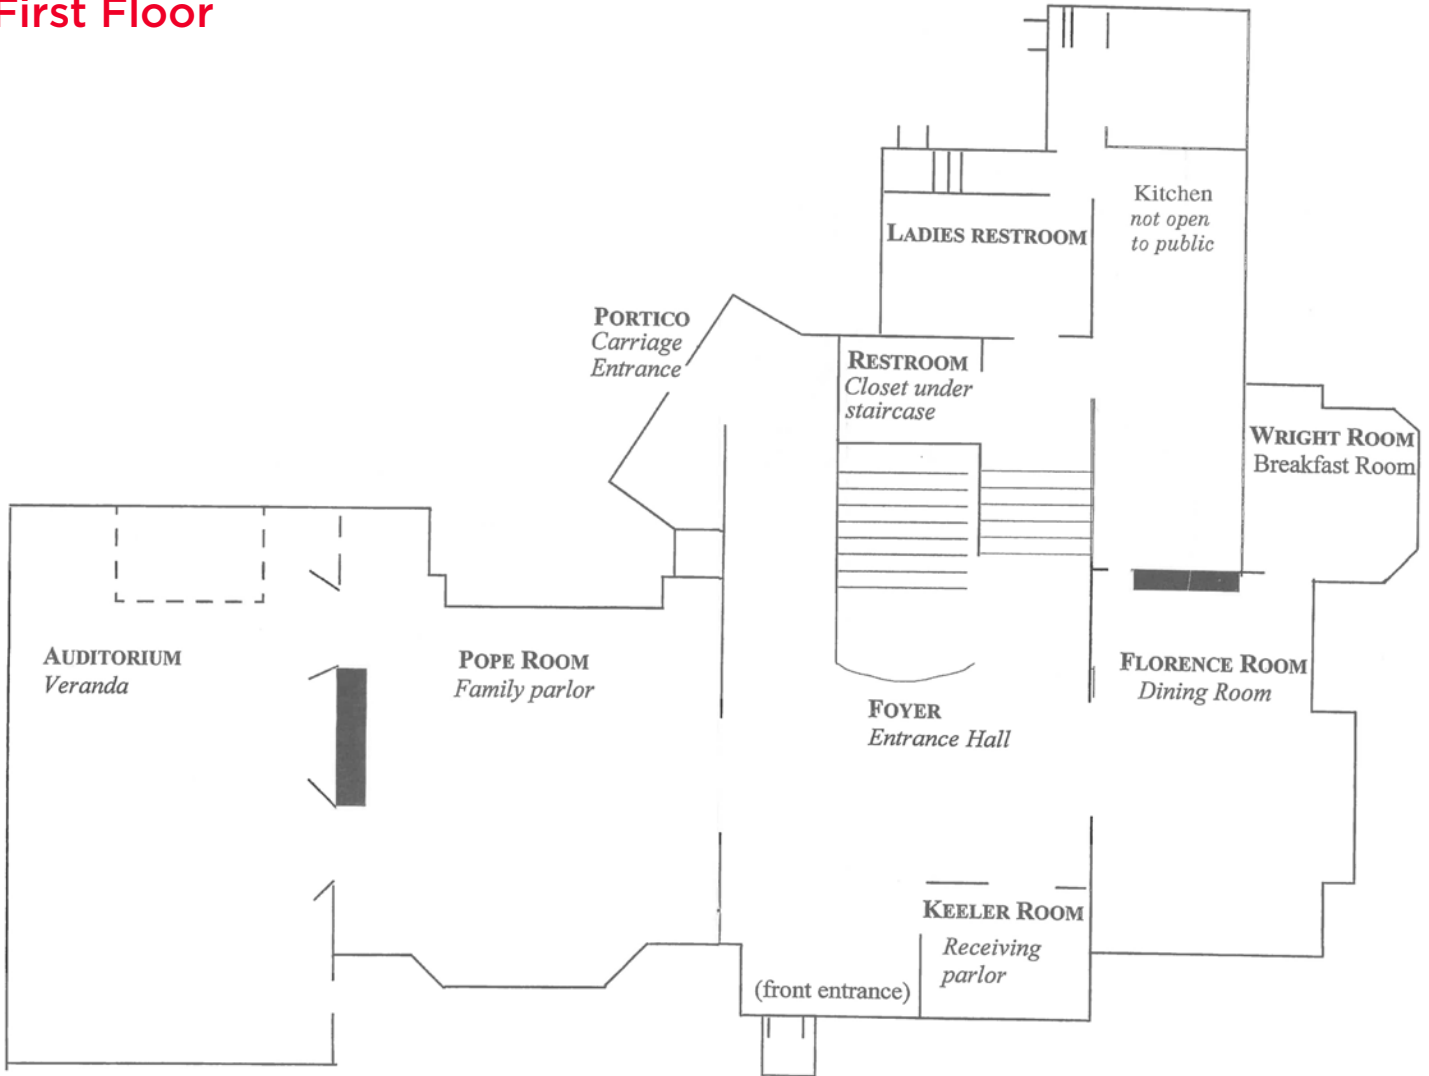 First Floor
Kitchen
not open
to public
LADIES RESTROOM
PORTICO
Carriage
Entrance
RESTROOM
Closet under
staircase
WRIGHT ROOM
Breakfast Room
AUDITORIUM
Veranda
POPE ROOM
Family parlor
FLORENCE ROOM
Dining Room
FOYER
Entrance Hall
KEELER ROOM
Receiving
parlor
(front entrance)